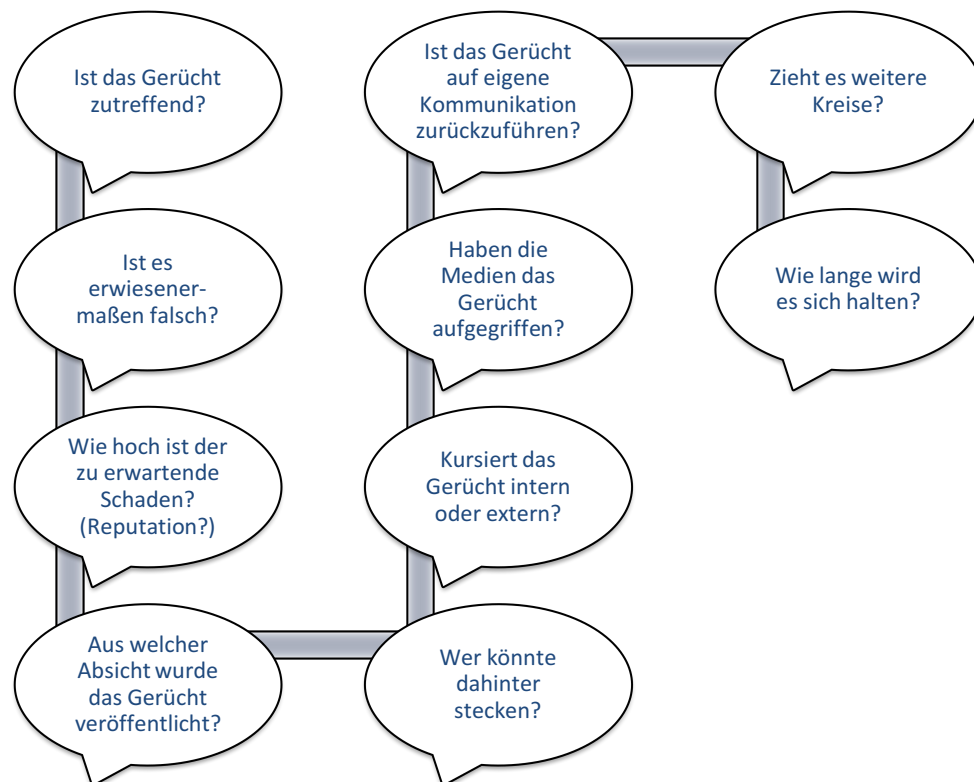 Ist das Gerücht
zutreffend?
Ist es
erwiesener-
maßen falsch?
Wie hoch ist der
zu erwartende
Schaden?
(Reputation?)
Aus welcher
Absicht wurde
das Gerücht
veröffentlicht?
Wer könnte
dahinter
stecken?
Kursiert das
Gerücht intern
oder extern?
Haben die
Medien das
Gerücht
aufgegriffen?
Ist das Gerücht
auf eigene
Kommunikation
zurückzuführen?
Zieht es weitere
Kreise?
Wie lange wird
es sich halten?